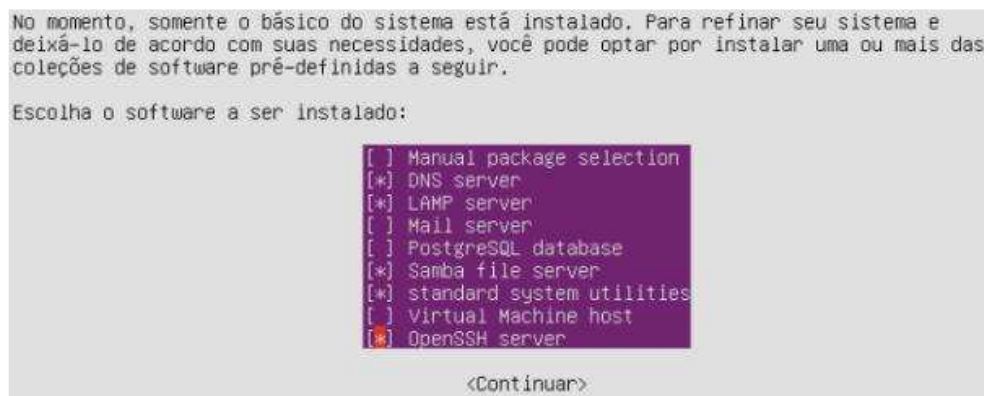 No momento, somente o básico do sistema está instalado. Para refinar seu sistema e
deixá-lo de acordo com suas necessidades, você pode optar por instalar uma ou mais das
coleções de software pré-definidas a seguir.
Escolha o software a ser instalado:
[ ] Manual package selection
[*] DNS server
[*] LAMP server
[ ] Mail server
[ ] PostgreSQL database
[*] Samba file server
[*] standard system utilities
[ ] Virtual Machine host
[*] OpenSSH server
<Continuar>